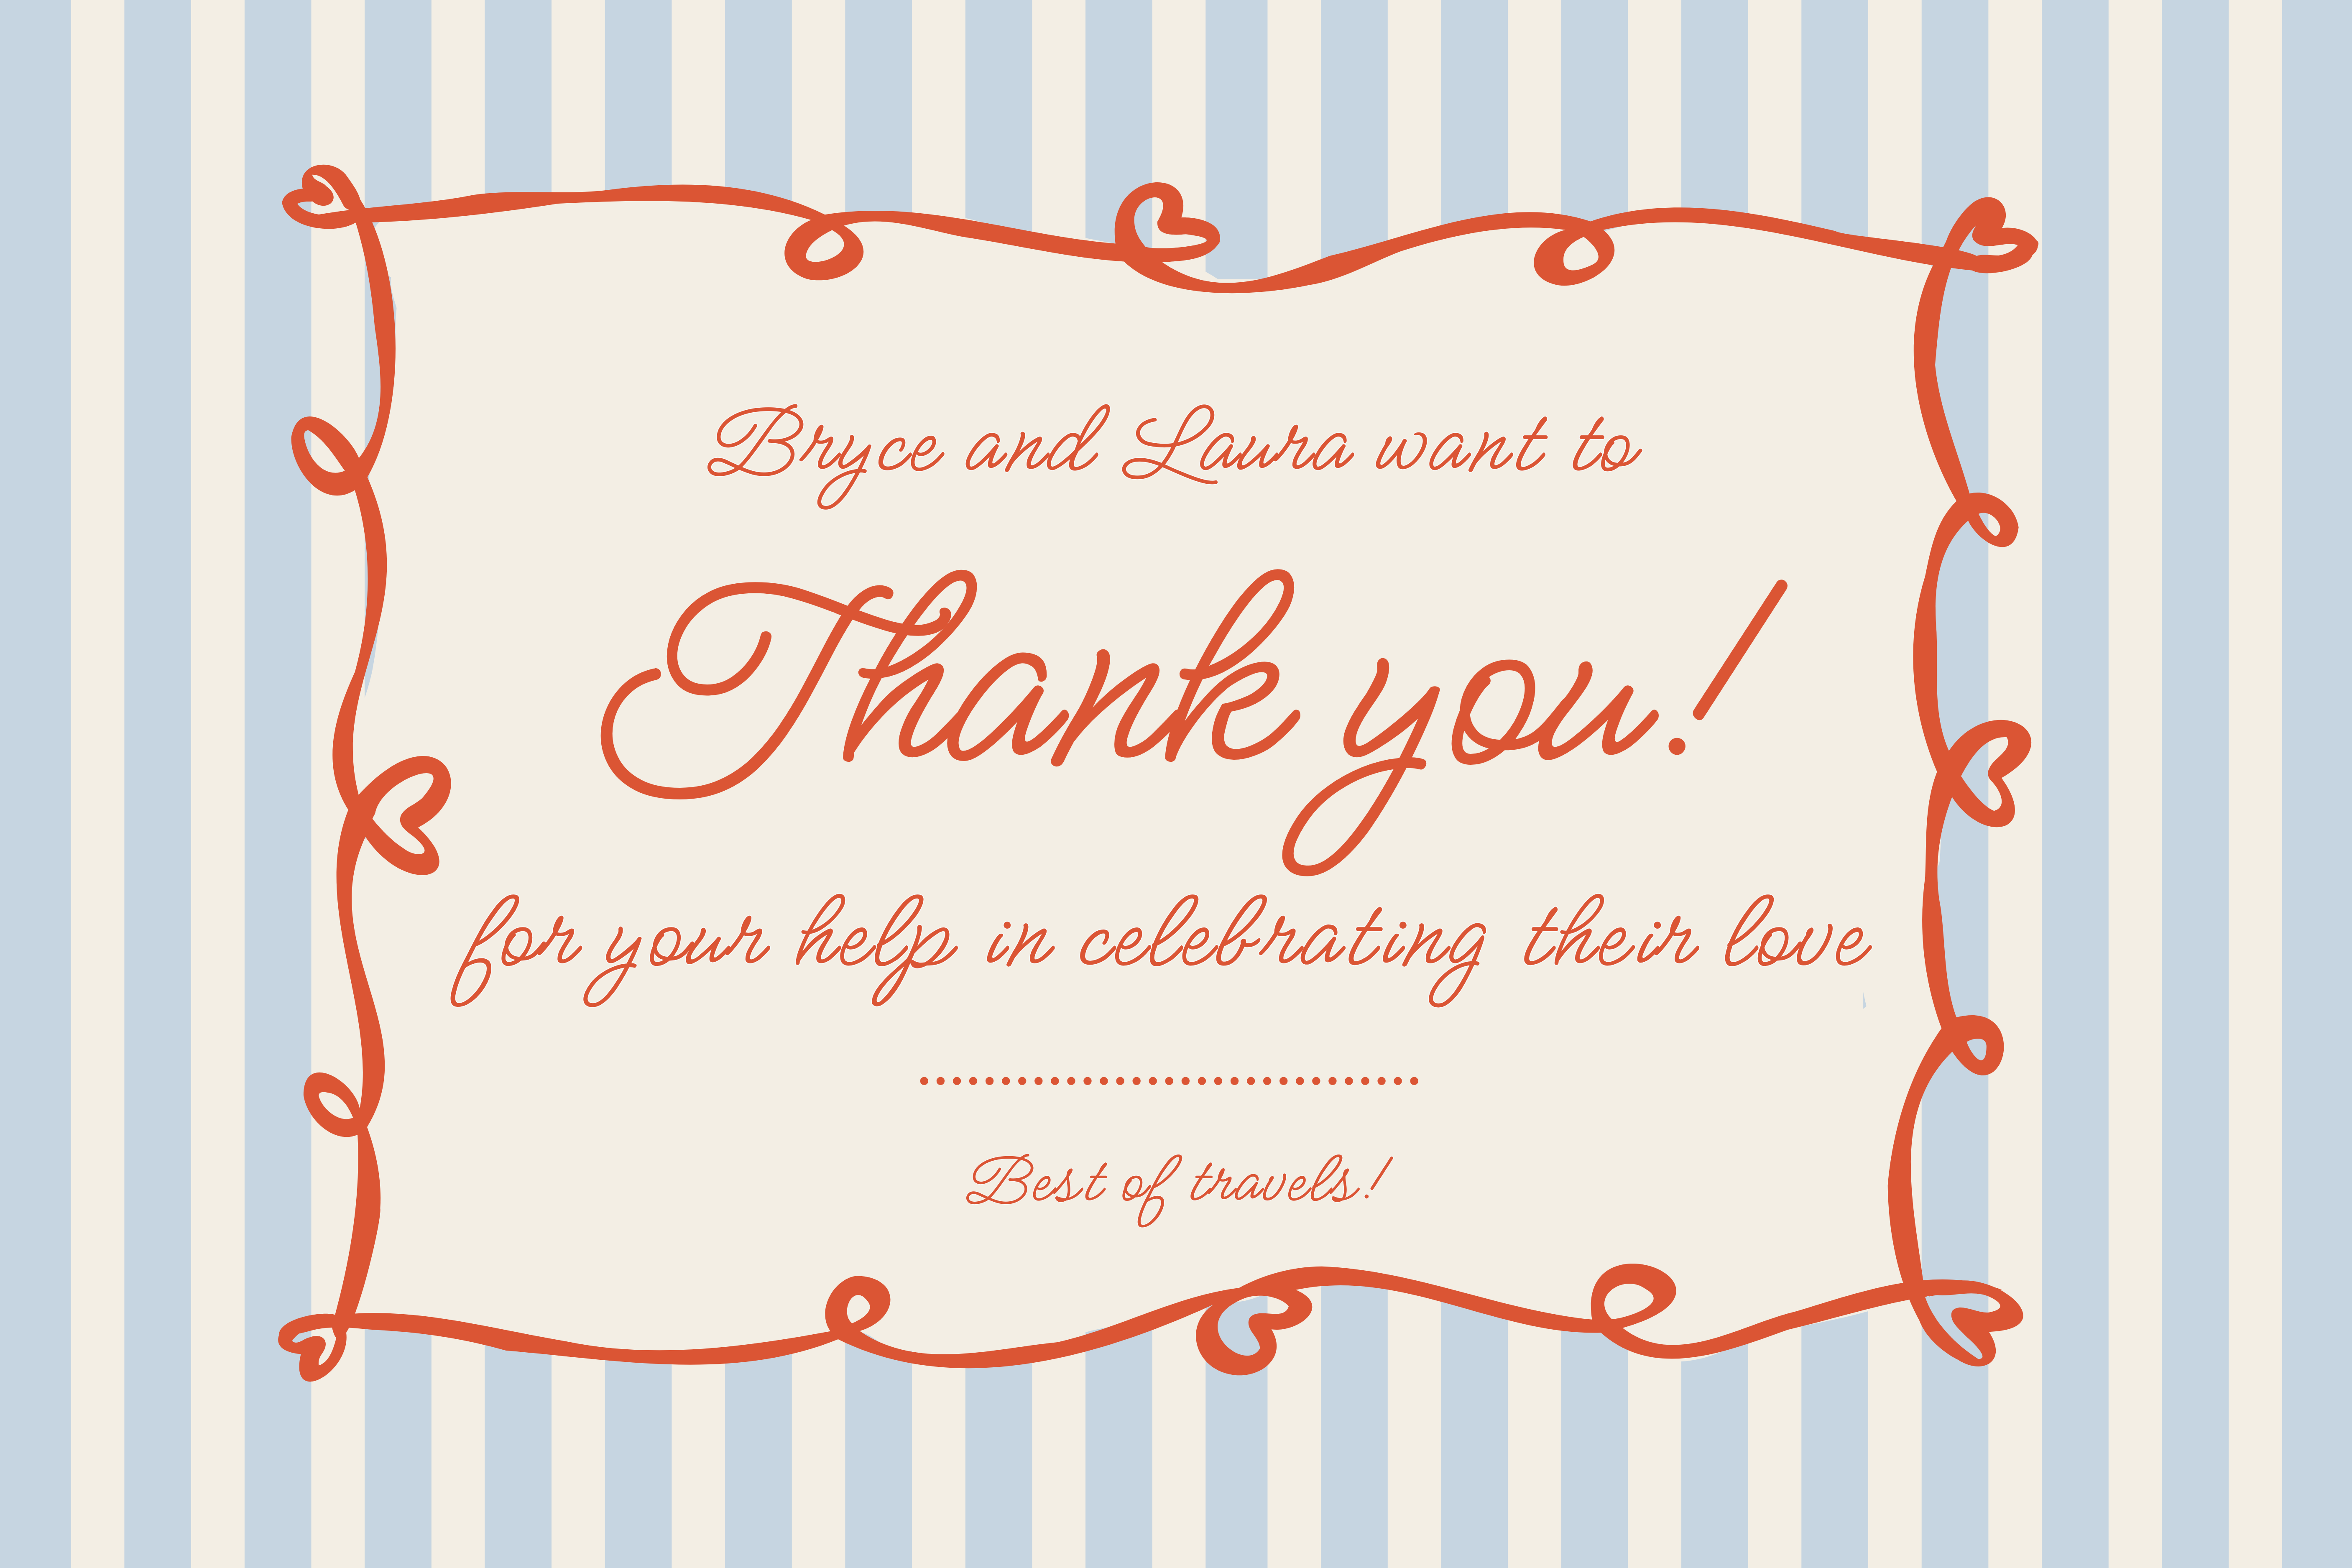 Bryce and Laura want to
Thank you!
for your help in celebrating their love
Best of travels!